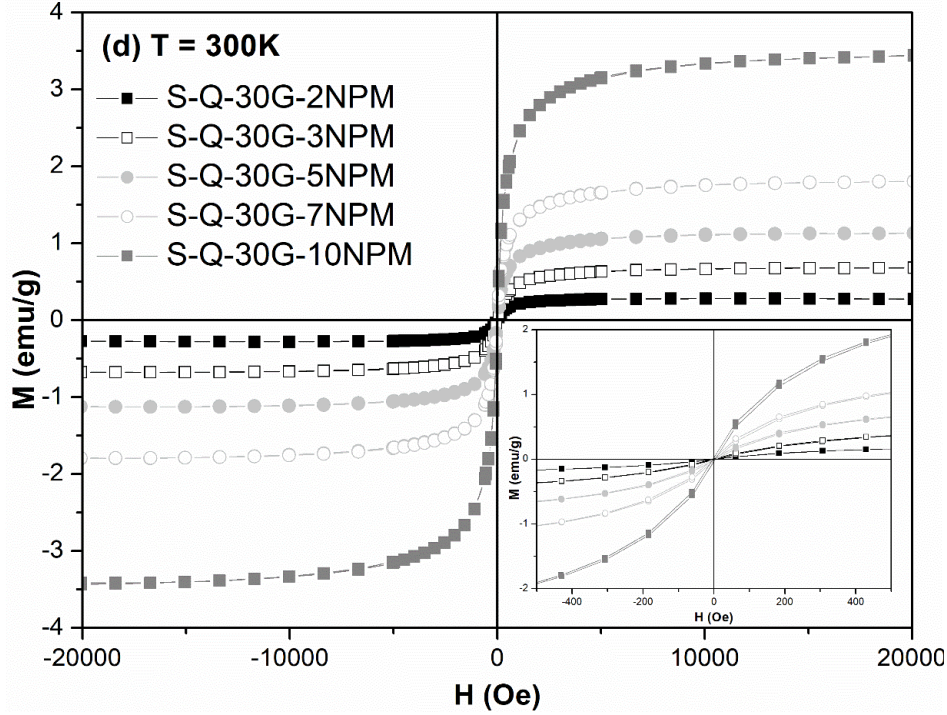 (d) T = 300K
S-Q-30G-2NPM
S-Q-30G-3NPM
S-Q-30G-5NPM
S-Q-30G-7NPM
S-Q-30G-10NPM
M (emu/g)
4
3
2
1
0
-1
-2
-3
-4
-20000 -10000 0 10000 20000
H (Oe)
M (emu/g)
2
1
0
-1
-2
-400 -200 0 200 400
H (Oe)